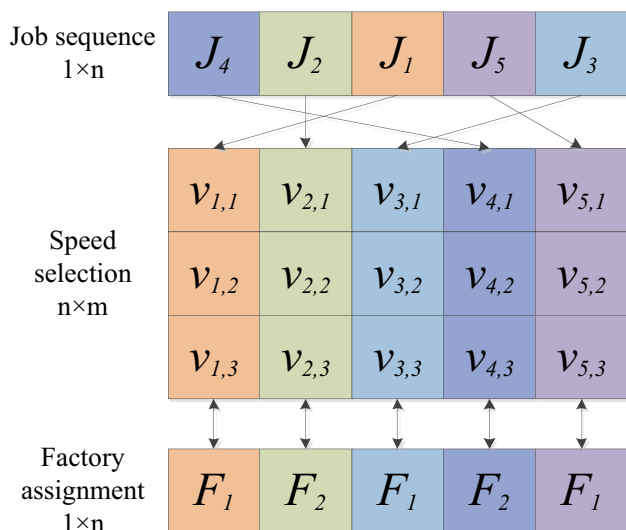 Job sequence
1×n
J4 J2 J1 J5 J3
Speed
selection
n×m
v1,1 v2,1 v3,1 v4,1 v5,1
v1,2 v2,2 v3,2 v4,2 v5,2
v1,3 v2,3 v3,3 v4,3 v5,3
Factory
assignment
1×n
F1 F2 F1 F2 F1